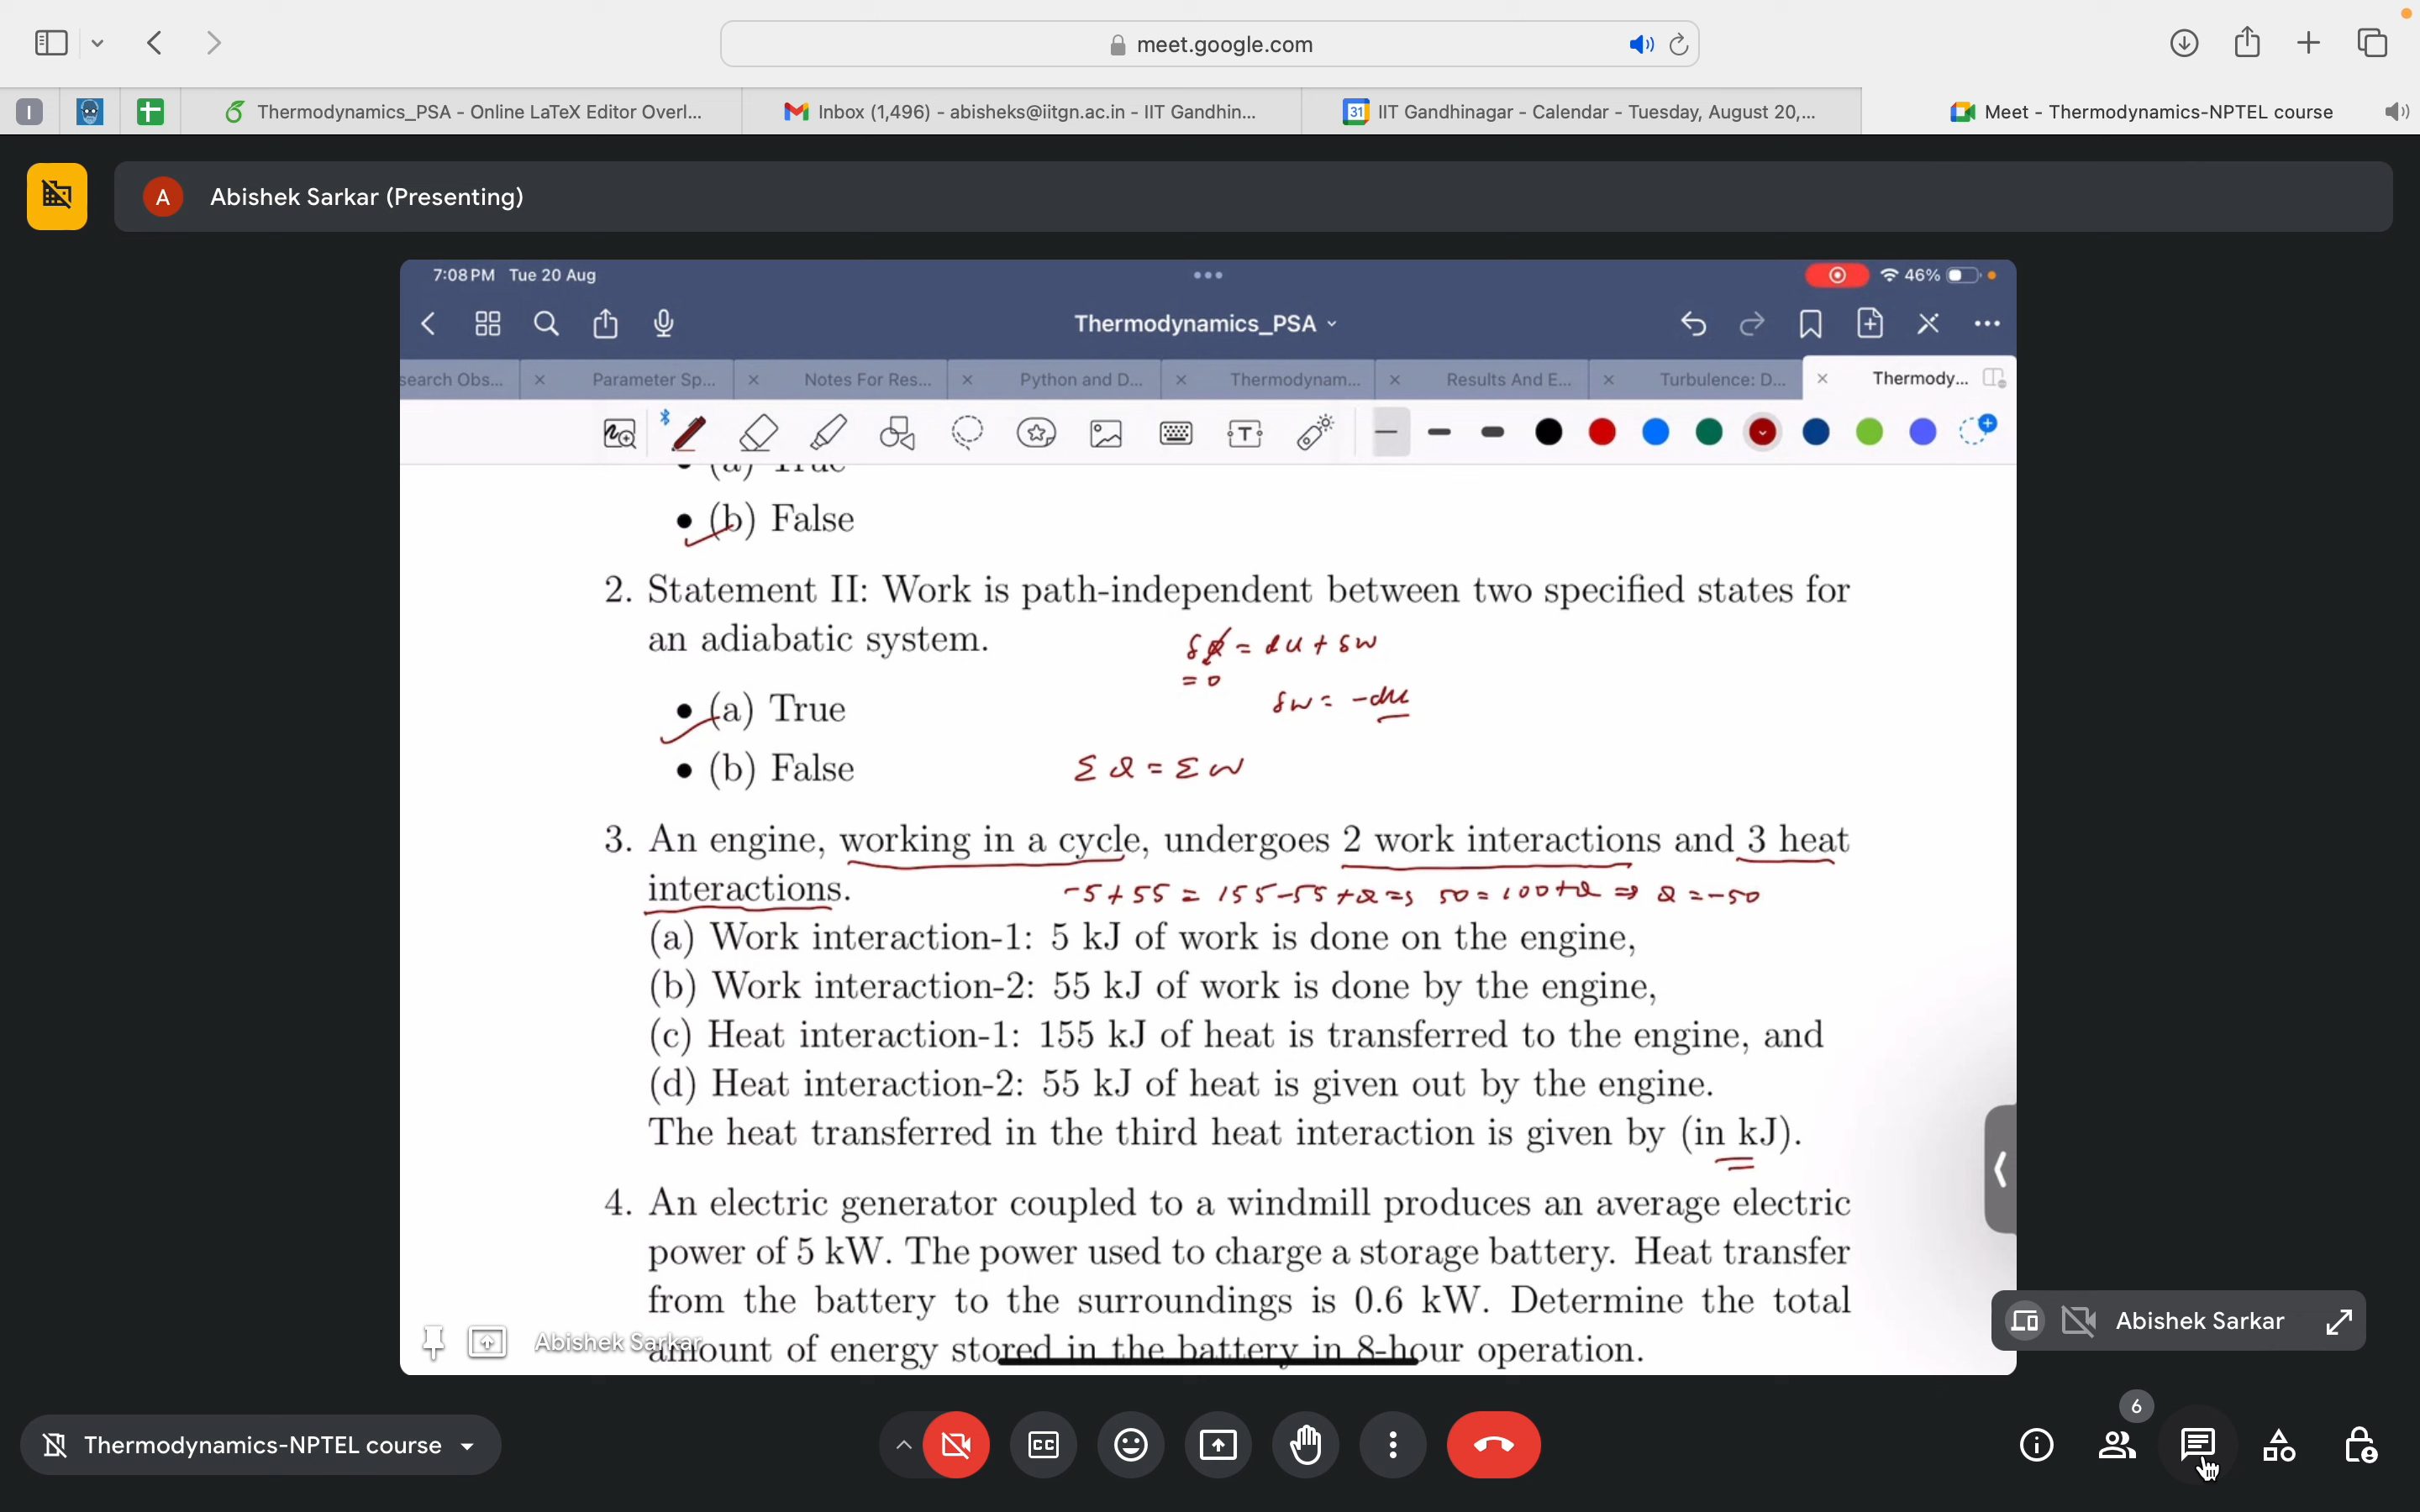 meet.google.com
Thermodynamics_PSA - Online LaTeX Editor Overl...
Inbox (1,496) - abisheks@iitgn.ac.in - IIT Gandhin...
IIT Gandhinagar - Calendar - Tuesday, August 20,...
Meet - Thermodynamics-NPTEL course
A Abishek Sarkar (Presenting)
7:08 PM Tue 20 Aug
46%
Thermodynamics_PSA
search Obs...
Parameter Sp...
Notes For Res...
Python and D...
Thermodynam...
Results And E...
Turbulence: D...
Thermody...
• (a) True
• (b) False
2. Statement II: Work is path-independent between two specified states for
an adiabatic system.
δQ = dU + δW
= 0
δW = -dU
• (a) True
• (b) False
Σ Q = Σ W
3. An engine, working in a cycle, undergoes 2 work interactions and 3 heat
interactions.
-5+55 = 155-55+Q ⇒ 50 = 100+Q ⇒ Q = -50
(a) Work interaction-1: 5 kJ of work is done on the engine,
(b) Work interaction-2: 55 kJ of work is done by the engine,
(c) Heat interaction-1: 155 kJ of heat is transferred to the engine, and
(d) Heat interaction-2: 55 kJ of heat is given out by the engine.
The heat transferred in the third heat interaction is given by (in kJ).
4. An electric generator coupled to a windmill produces an average electric
power of 5 kW. The power used to charge a storage battery. Heat transfer
from the battery to the surroundings is 0.6 kW. Determine the total
amount of energy stored in the battery in 8-hour operation.
Abishek Sarkar
Abishek Sarkar
6
Thermodynamics-NPTEL course